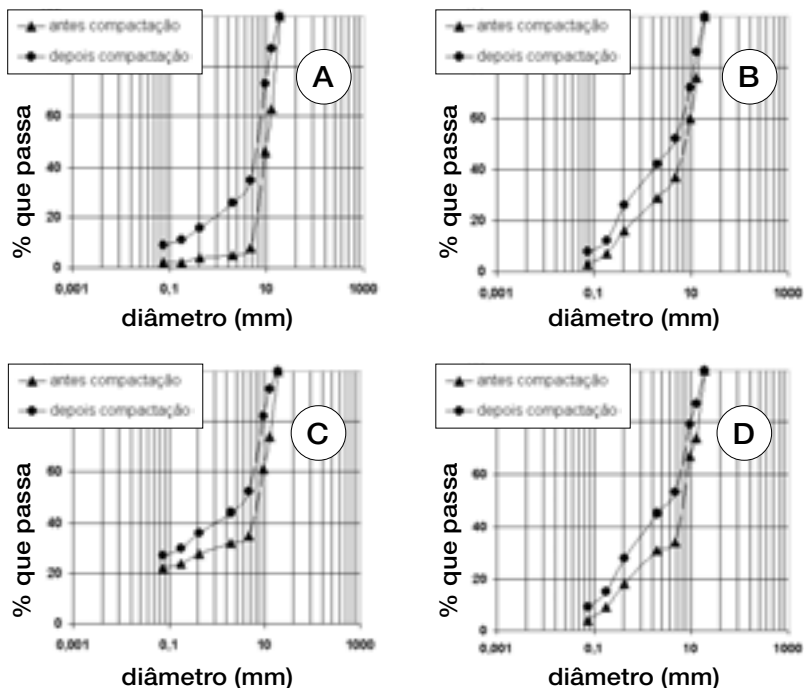 antes compactação
depois compactação
A
% que passa
60
40
20
0
0,001
0,1
10
1000
diâmetro (mm)
antes compactação
depois compactação
B
% que passa
60
40
20
0
0,001
0,1
10
1000
diâmetro (mm)
antes compactação
depois compactação
C
% que passa
60
40
20
0
0,001
0,1
10
1000
diâmetro (mm)
antes compactação
depois compactação
D
% que passa
60
40
20
0
0,001
0,1
10
1000
diâmetro (mm)